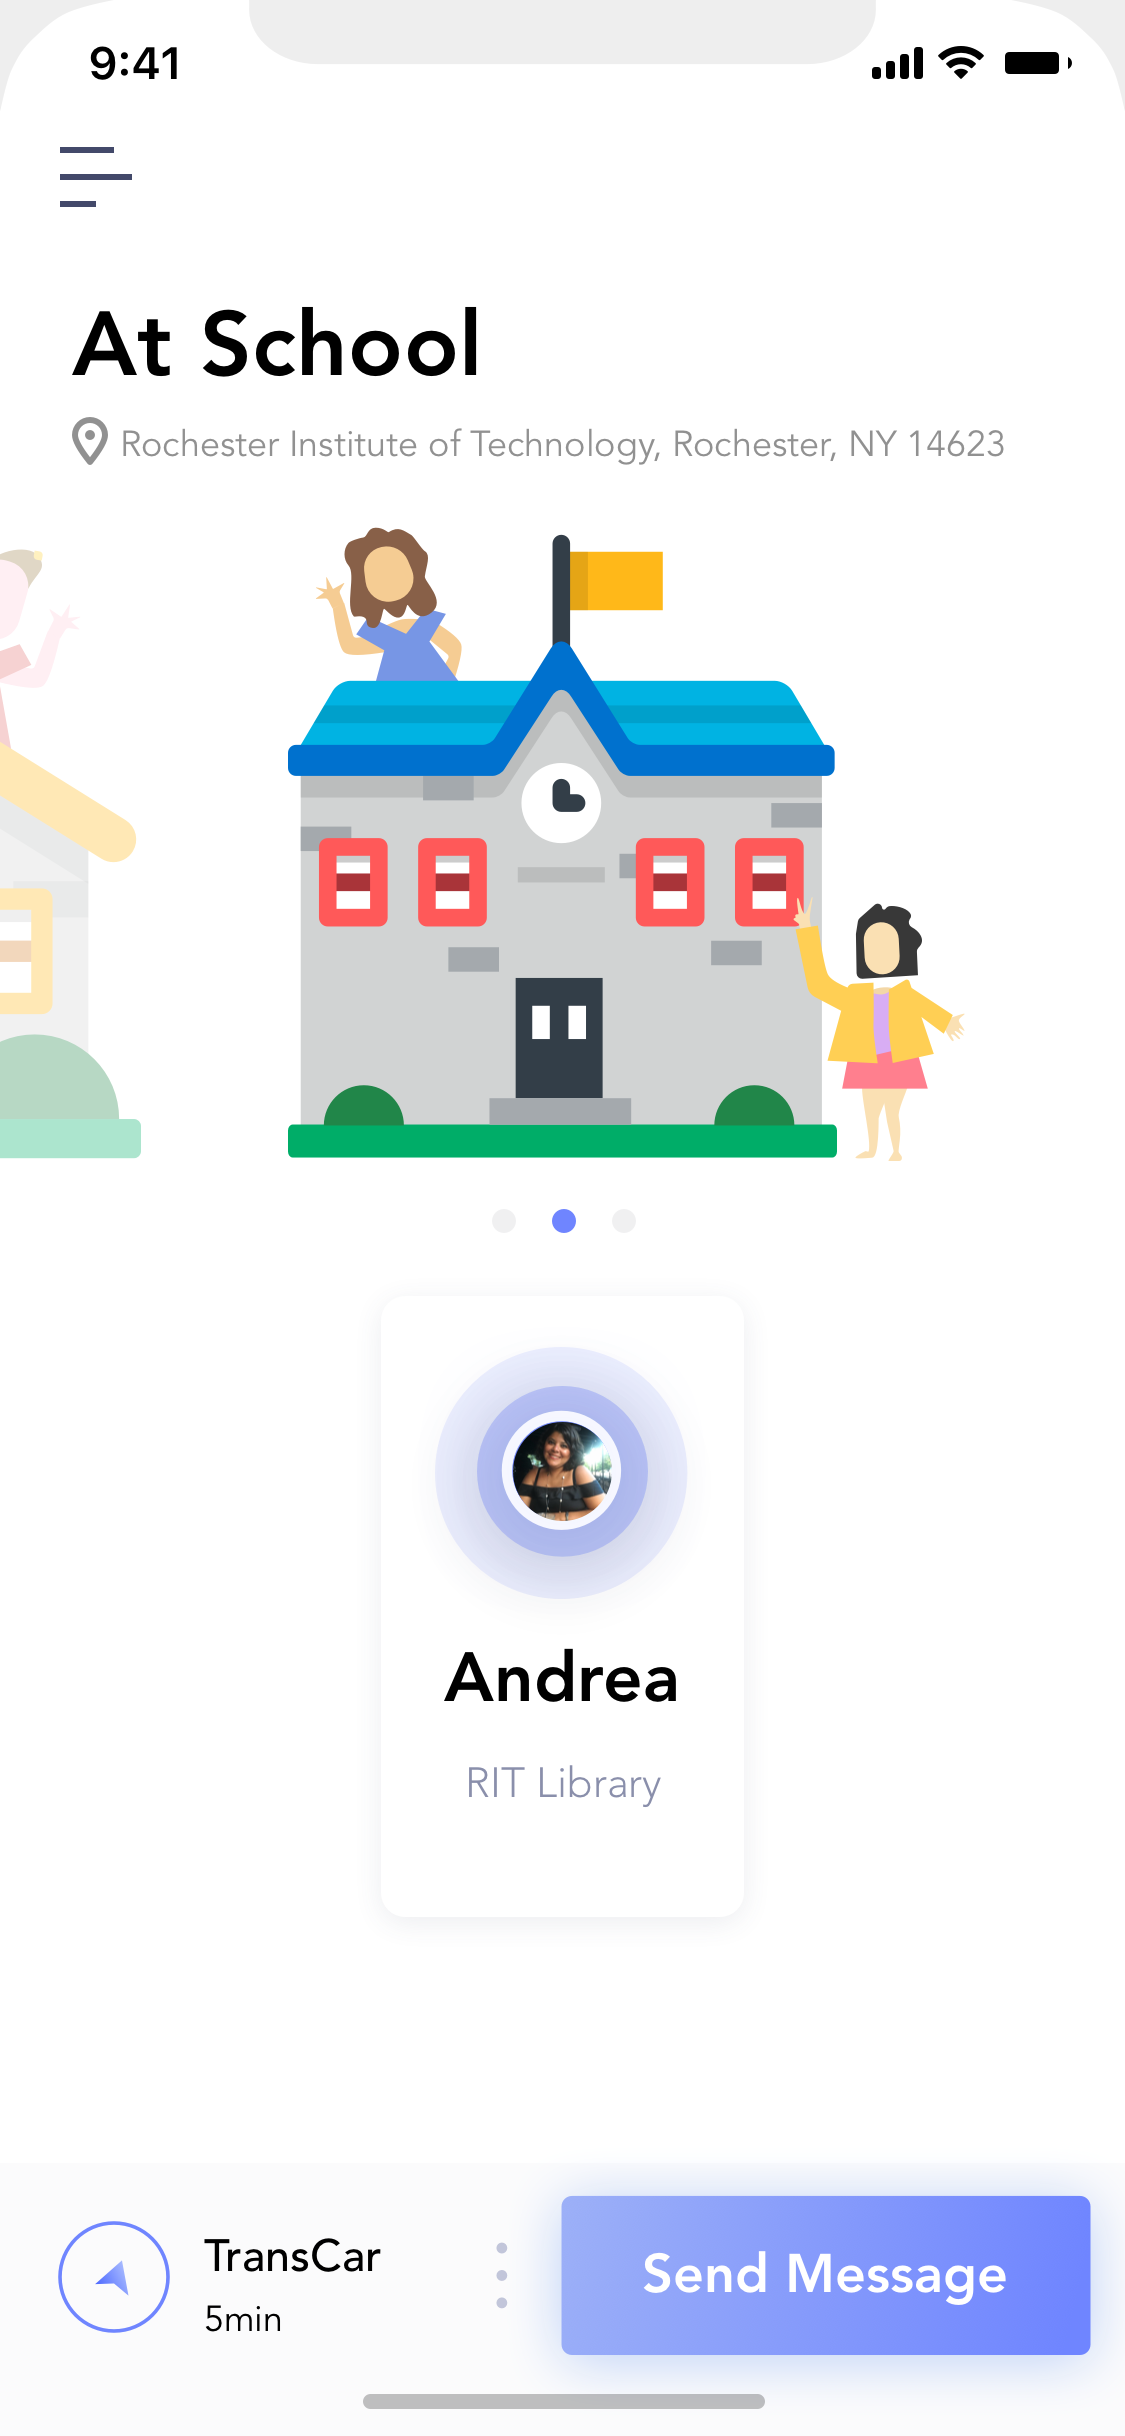 9:41
At School
Rochester Institute of Technology, Rochester, NY 14623
Andrea
RIT Library
TransCar
5min
Send Message